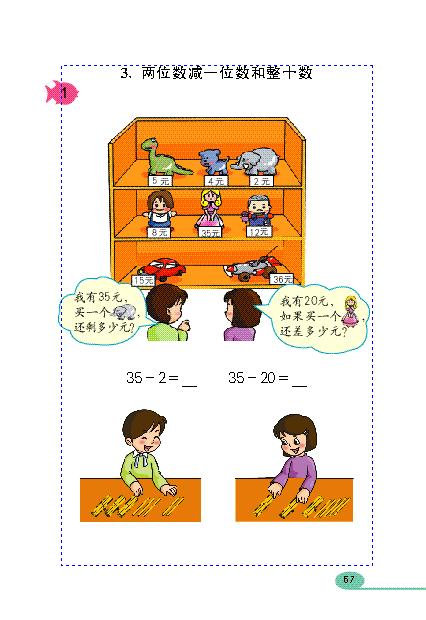 3. 两位数减一位数和整十数
1
5元
4元
2元
8元
35元
12元
15元
36元
我有35元，
买一个
还剩多少元？
我有20元，
如果买一个
还差多少元？
35－2＝__
35－20＝__
67